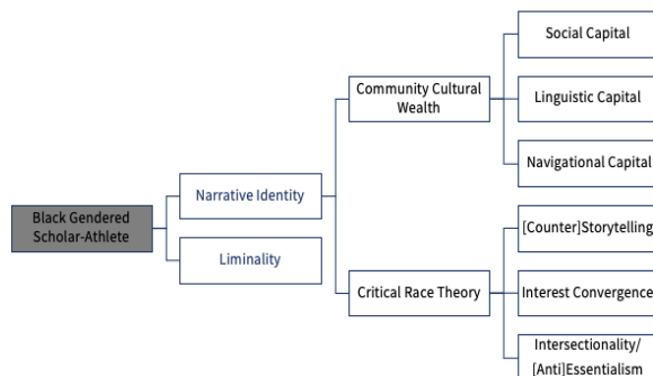 Social Capital
Community Cultural
Wealth
Linguistic Capital
Navigational Capital
Narrative Identity
Black Gendered
Scholar-Athlete
Liminality
[Counter]Storytelling
Critical Race Theory
Interest Convergence
Intersectionality/
[Anti]Essentialism